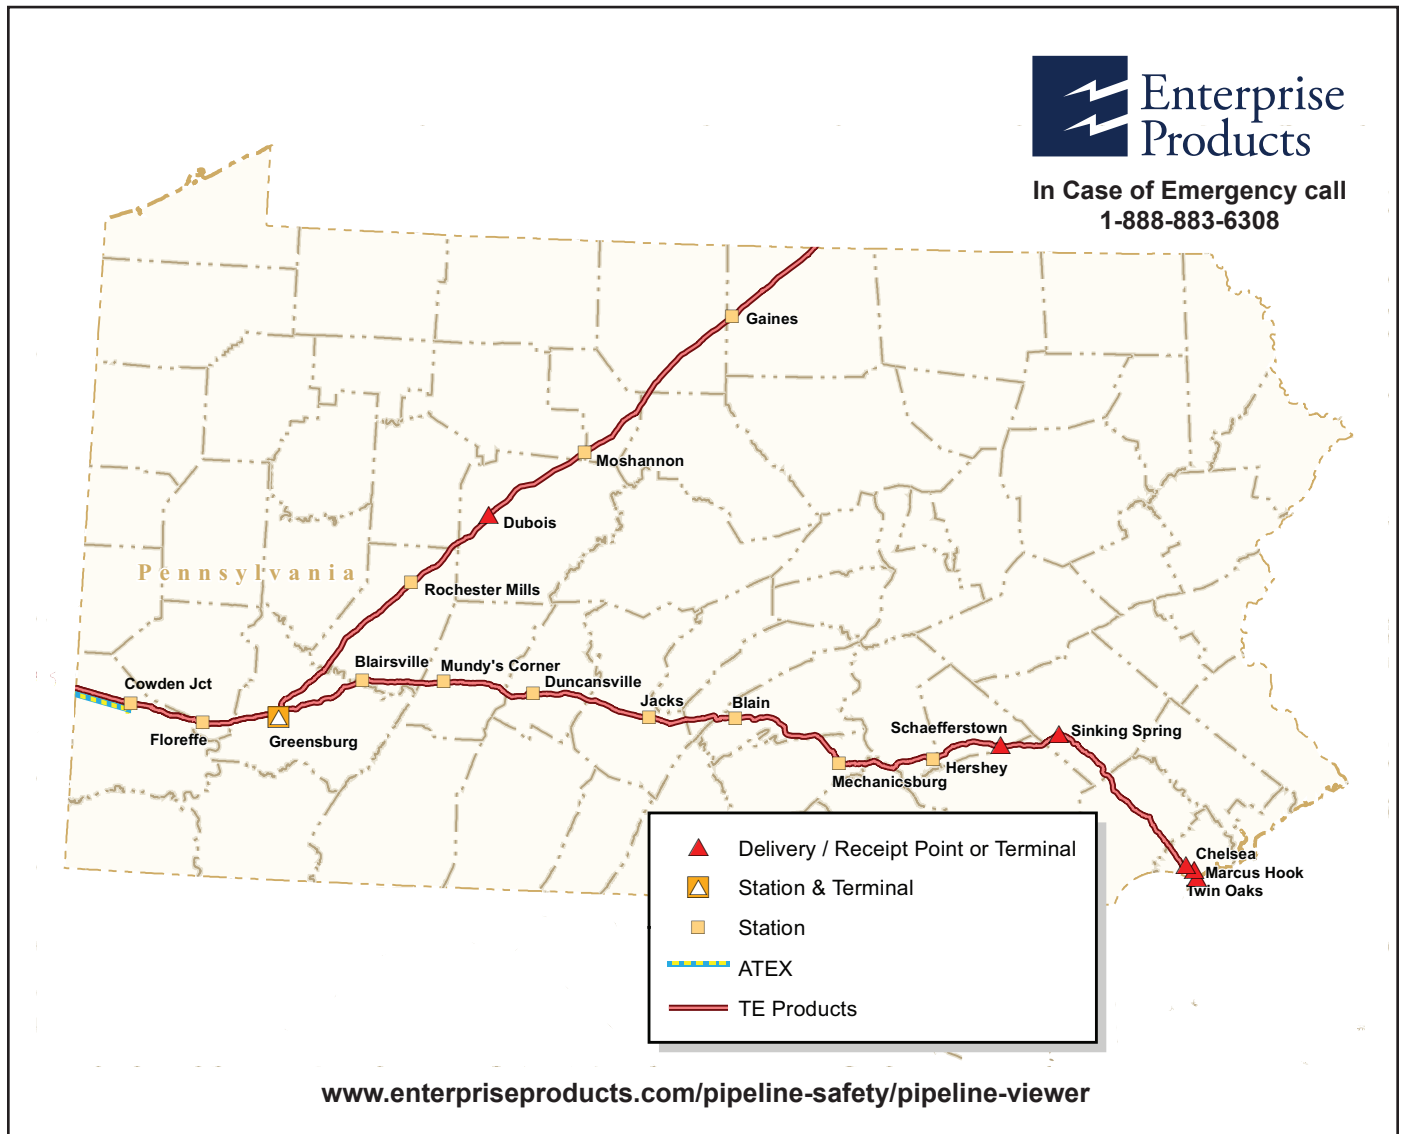 Enterprise
Products
In Case of Emergency call
1-888-883-6308
Gaines
Moshannon
Dubois
Pennsylvania
Rochester Mills
Blairsville
Mundy's Corner
Cowden Jct
Duncansville
Jacks
Blain
Schaefferstown
Sinking Spring
Floreffe
Greensburg
Hershey
Mechanicsburg
Chelsea
Marcus Hook
Twin Oaks
Delivery / Receipt Point or Terminal
Station & Terminal
Station
ATEX
TE Products
www.enterpriseproducts.com/pipeline-safety/pipeline-viewer